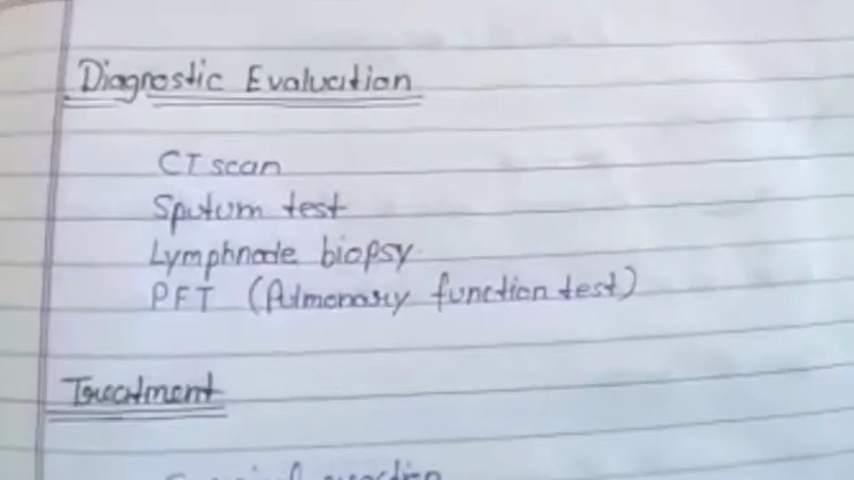 Diagnostic Evaluation
CT scan
Sputum test
Lymphnode biopsy
PFT (Pulmonary function test)
Treatment